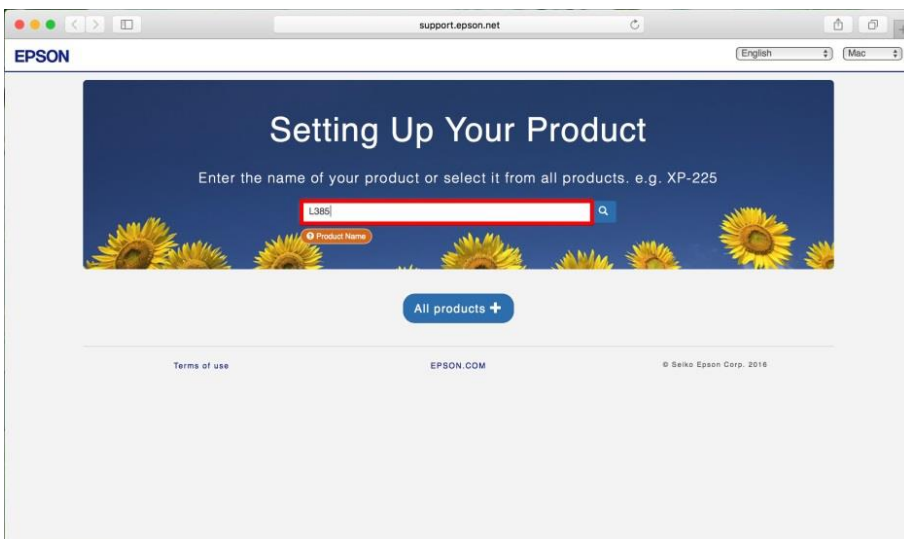 support.epson.net
EPSON
English
Mac
Setting Up Your Product
Enter the name of your product or select it from all products. e.g. XP-225
L385
Product Name
All products
Terms of use
EPSON.COM
© Seiko Epson Corp. 2016